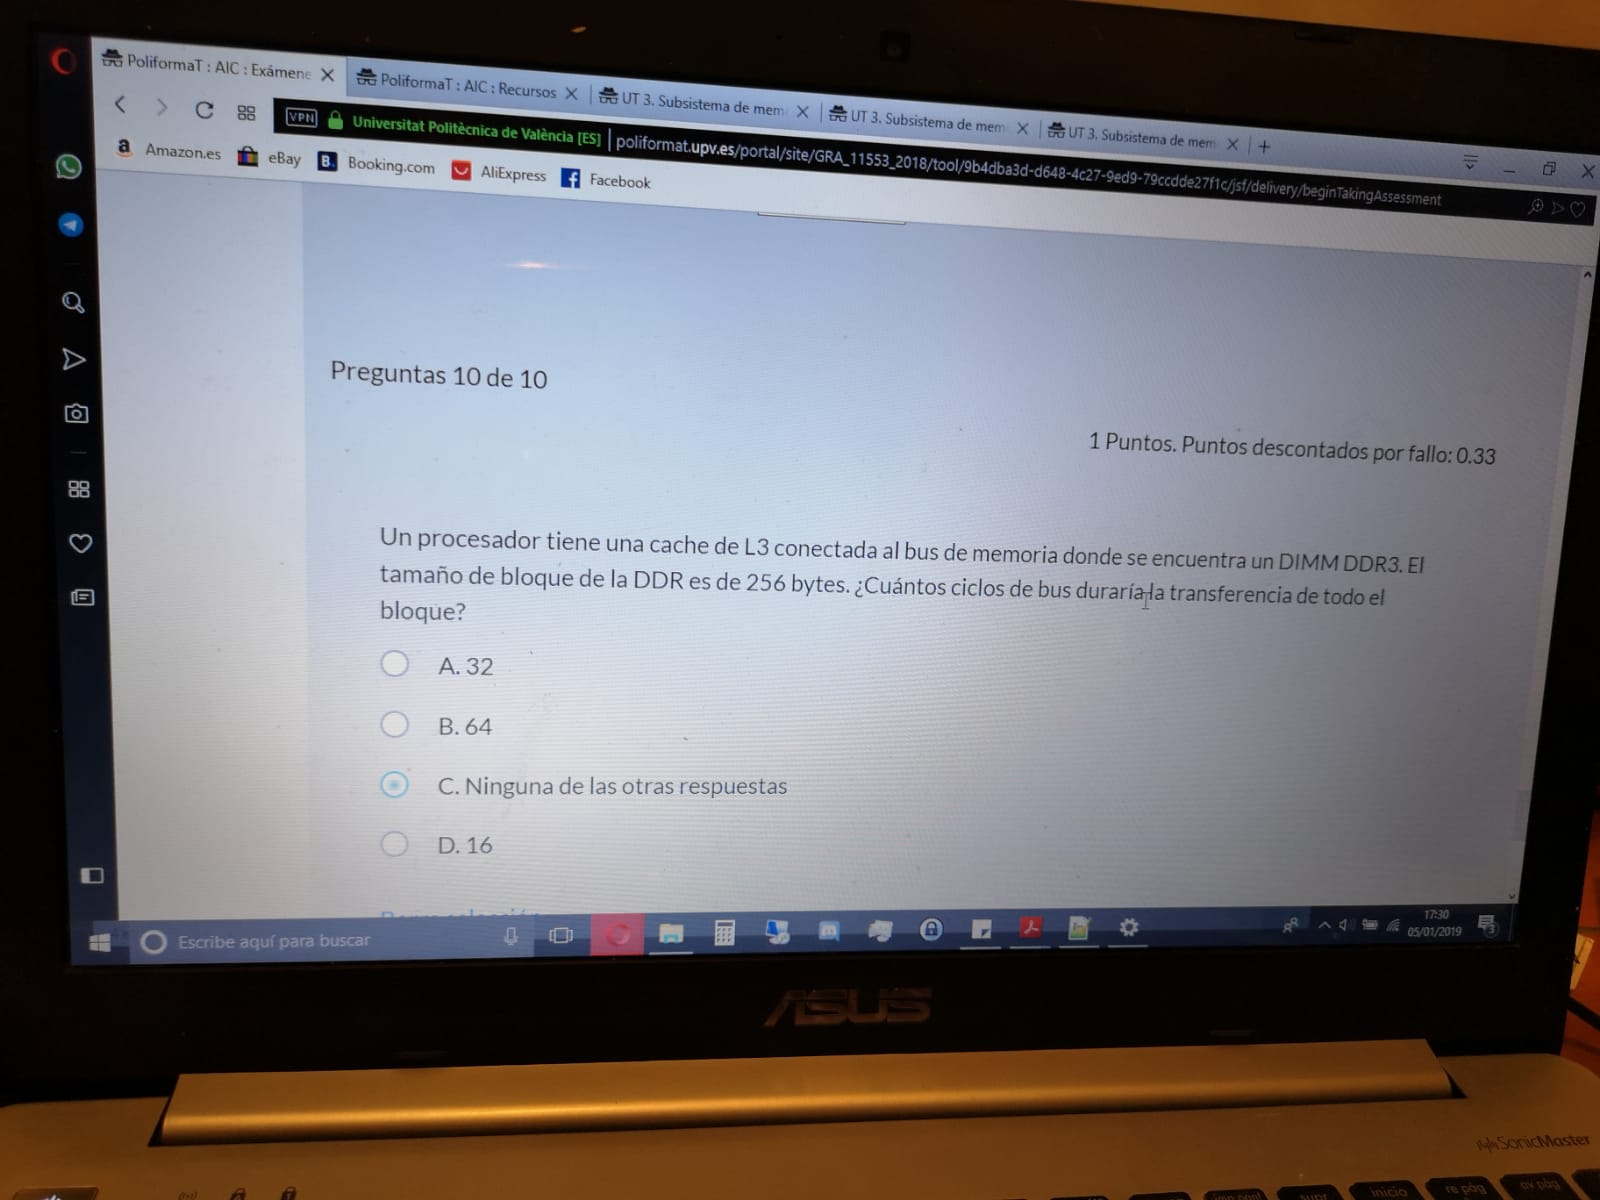 PoliformaT : AIC : Exámene
PoliformaT : AIC : Recursos
UT 3. Subsistema de mem
UT 3. Subsistema de mem
UT 3. Subsistema de mem
VPN
Universitat Politècnica de València [ES]
poliformat.upv.es/portal/site/GRA_11553_2018/tool/9b4dba3d-d648-4c27-9ed9-79ccdde27f1c/jsf/delivery/beginTakingAssessment
Amazon.es
eBay
Booking.com
AliExpress
Facebook
Preguntas 10 de 10
1 Puntos. Puntos descontados por fallo: 0.33
Un procesador tiene una cache de L3 conectada al bus de memoria donde se encuentra un DIMM DDR3. El
tamaño de bloque de la DDR es de 256 bytes. ¿Cuántos ciclos de bus duraría la transferencia de todo el
bloque?
A. 32
B. 64
C. Ninguna de las otras respuestas
D. 16
Escribe aquí para buscar
17:30
05/01/2019
ASUS
SonicMaster
inicio
re pág
av pág